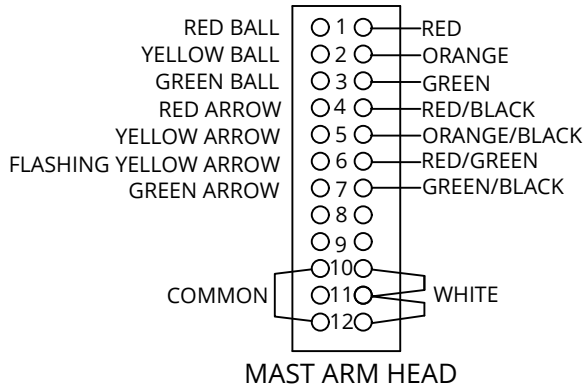 RED BALL 1 RED
YELLOW BALL 2 ORANGE
GREEN BALL 3 GREEN
RED ARROW 4 RED/BLACK
YELLOW ARROW 5 ORANGE/BLACK
FLASHING YELLOW ARROW 6 RED/GREEN
GREEN ARROW 7 GREEN/BLACK
8
9
10
COMMON 11 WHITE
12
MAST ARM HEAD